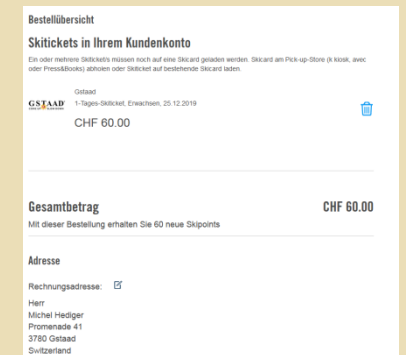 Bestellübersicht
Skitickets in Ihrem Kundenkonto
Ein oder mehrere Skiticket/s müssen noch auf eine Skicard geladen werden. Skicard am Pick-up-Store (k kiosk, avec
oder Press&Books) abholen oder Skiticket auf bestehende Skicard laden.
Gstaad
GSTAAD
1-Tages-Skiticket, Erwachsen, 25.12.2019
CHF 60.00
Gesamtbetrag CHF 60.00
Mit dieser Bestellung erhalten Sie 60 neue Skipoints
Adresse
Rechnungsadresse:
Herr
Michel Hediger
Promenade 41
3780 Gstaad
Switzerland